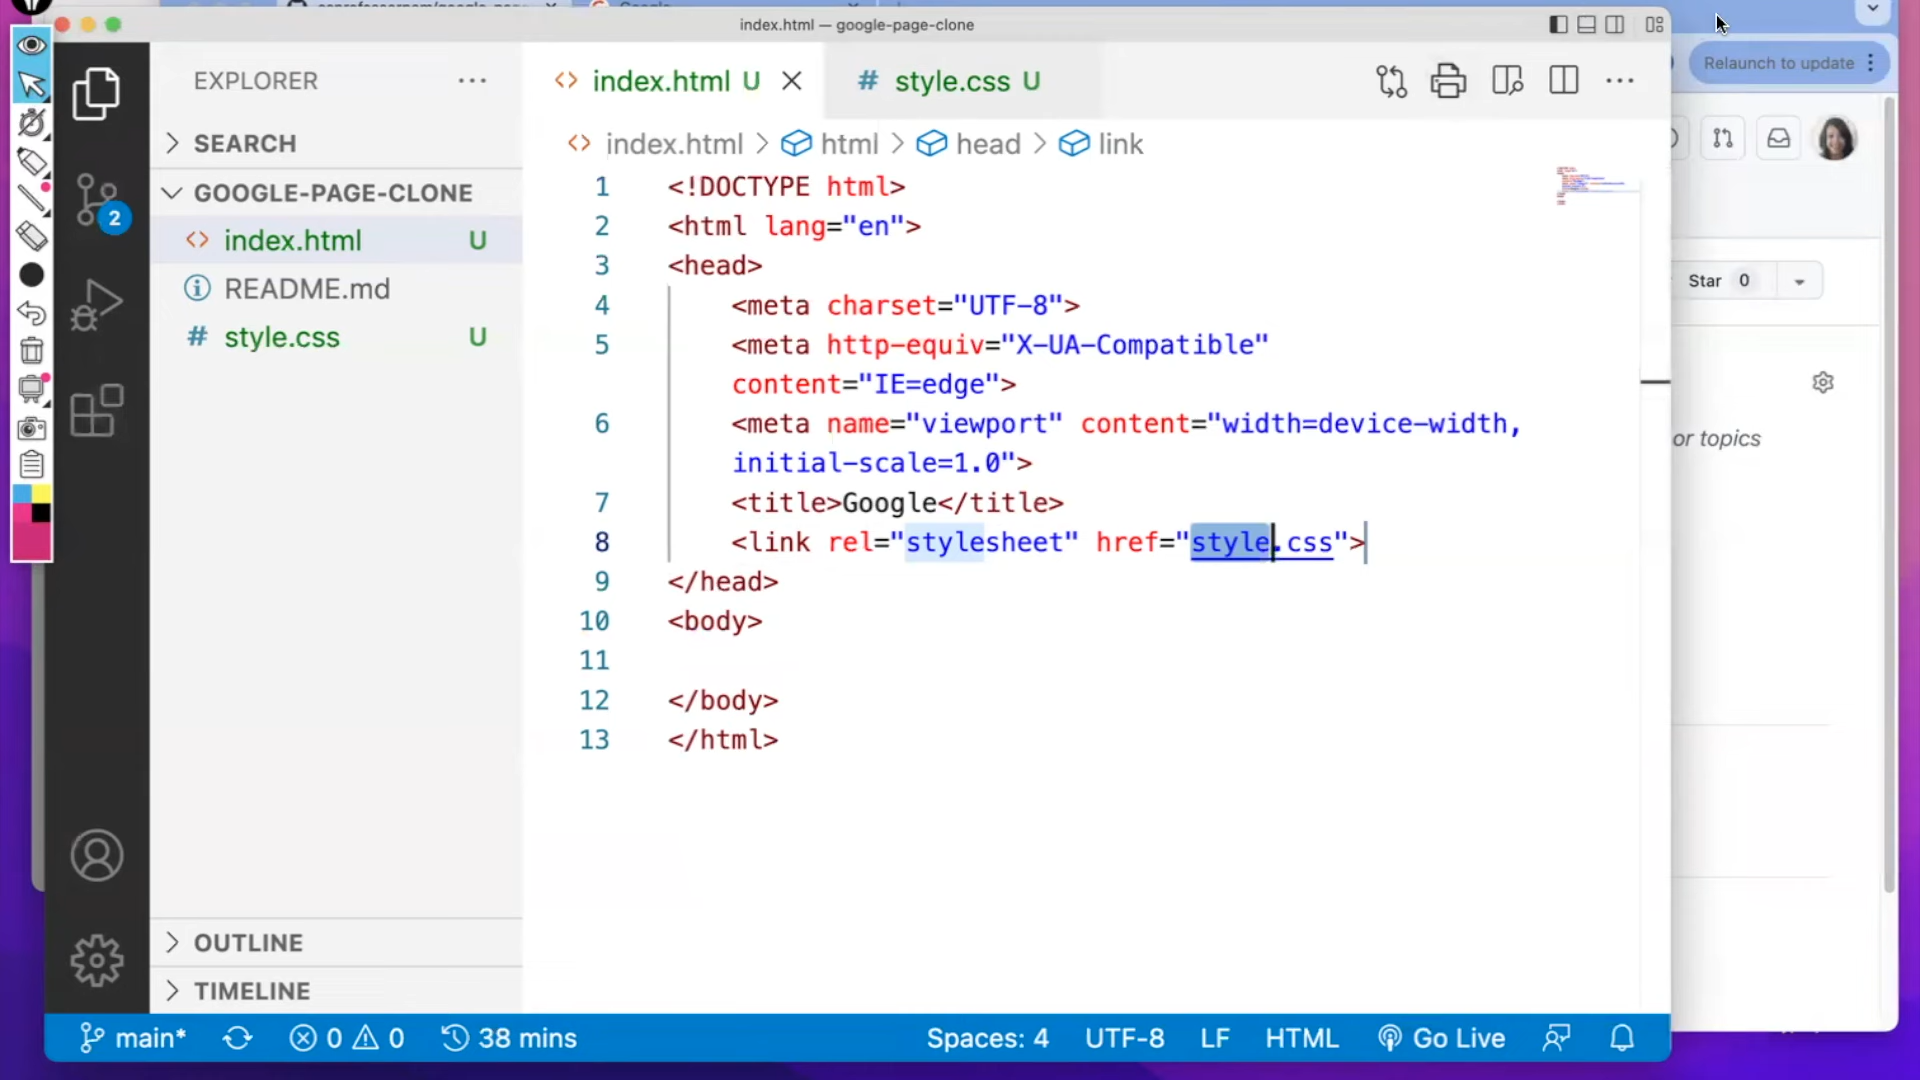 index.html — google-page-clone
Relaunch to update
EXPLORER
index.html U
# style.css U
SEARCH
index.html > html > head > link
GOOGLE-PAGE-CLONE
index.html U
README.md
# style.css U
2
1 <!DOCTYPE html>
2 <html lang="en">
3 <head>
4 <meta charset="UTF-8">
5 <meta http-equiv="X-UA-Compatible"
content="IE=edge">
6 <meta name="viewport" content="width=device-width,
initial-scale=1.0">
7 <title>Google</title>
8 <link rel="stylesheet" href="style.css">
9 </head>
10 <body>
11
12 </body>
13 </html>
Star 0
or topics
OUTLINE
TIMELINE
main* 0 0 38 mins Spaces: 4 UTF-8 LF HTML Go Live